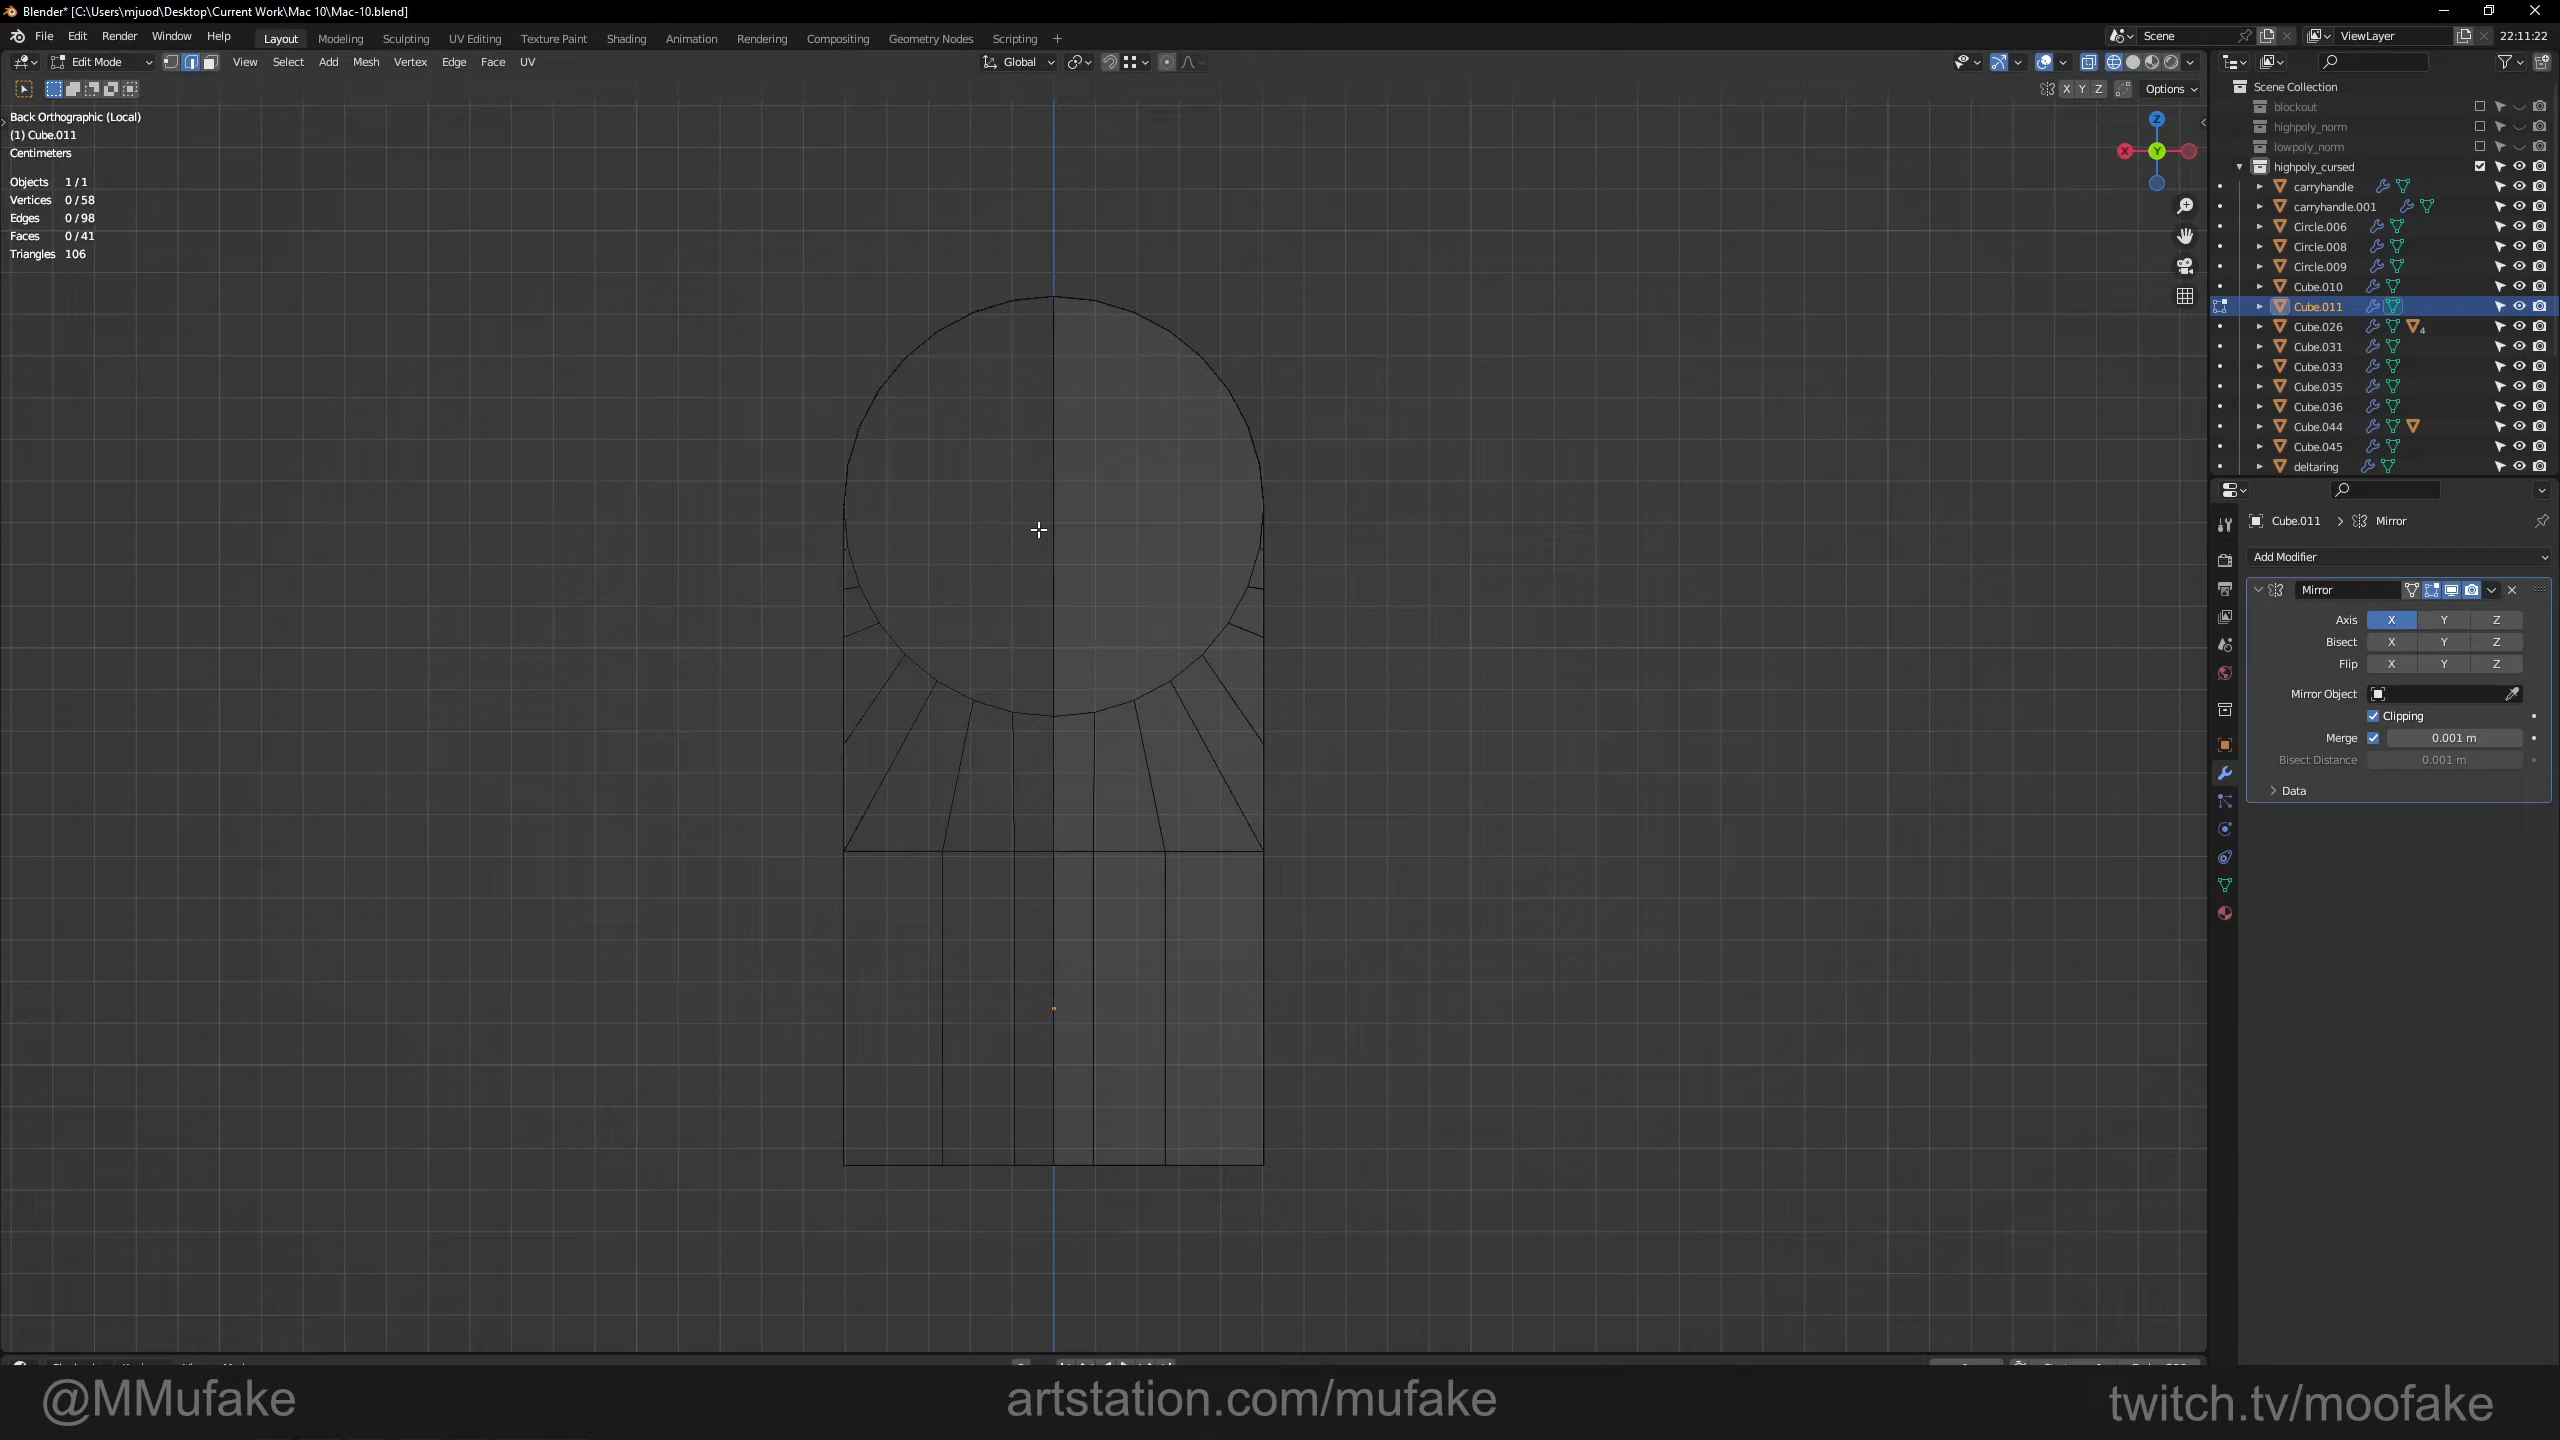 Blender* [C:\Users\mjuod\Desktop\Current Work\Mac 10\Mac-10.blend]
File Edit Render Window Help
Layout Modeling Sculpting UV Editing Texture Paint Shading Animation Rendering Compositing Geometry Nodes Scripting +
Scene
ViewLayer
22:11:22
Edit Mode
View Select Add Mesh Vertex Edge Face UV
Global
X Y Z
Options
Back Orthographic (Local)
(1) Cube.011
Centimeters
Objects 1/1
Vertices 0/58
Edges 0/98
Faces 0/41
Triangles 106
Z
X
Y
Scene Collection
blockout
highpoly_norm
lowpoly_norm
highpoly_cursed
carryhandle
carryhandle.001
Circle.006
Circle.008
Circle.009
Cube.010
Cube.011
Cube.026 4
Cube.031
Cube.033
Cube.035
Cube.036
Cube.044
Cube.045
deltaring
Cube.011 > Mirror
Add Modifier
Mirror
Axis X Y Z
Bisect X Y Z
Flip X Y Z
Mirror Object
Clipping
Merge 0.001 m
Bisect Distance 0.001 m
Data
@MMufake
artstation.com/mufake
twitch.tv/moofake